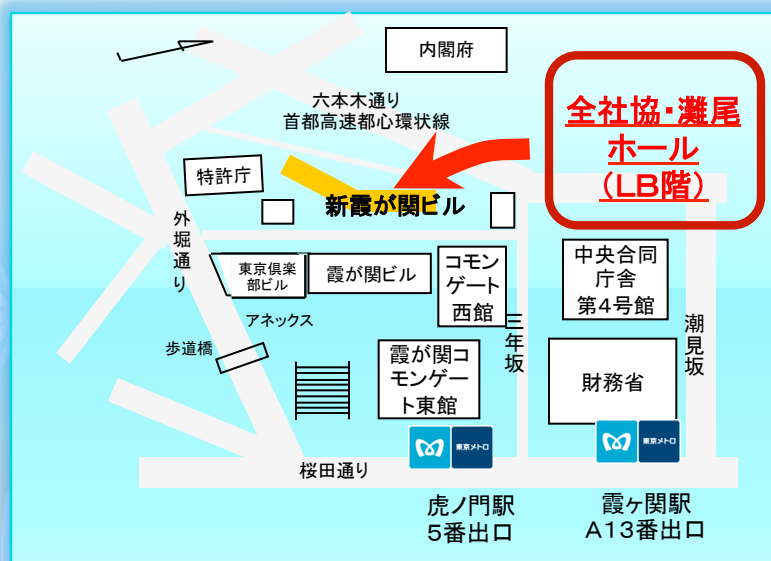 内閣府
六本木通り
首都高速都心環状線
全社協・灘尾
ホール
（ＬＢ階）
特許庁
新霞が関ビル
外堀通り
東京倶楽
部ビル
霞が関ビル
コモン
ゲート
西館
中央合同
庁舎
第４号館
アネックス
三年坂
潮見坂
歩道橋
霞が関コ
モンゲー
ト東館
財務省
東京メトロ
東京メトロ
桜田通り
虎ノ門駅
５番出口
霞ヶ関駅
Ａ１３番出口